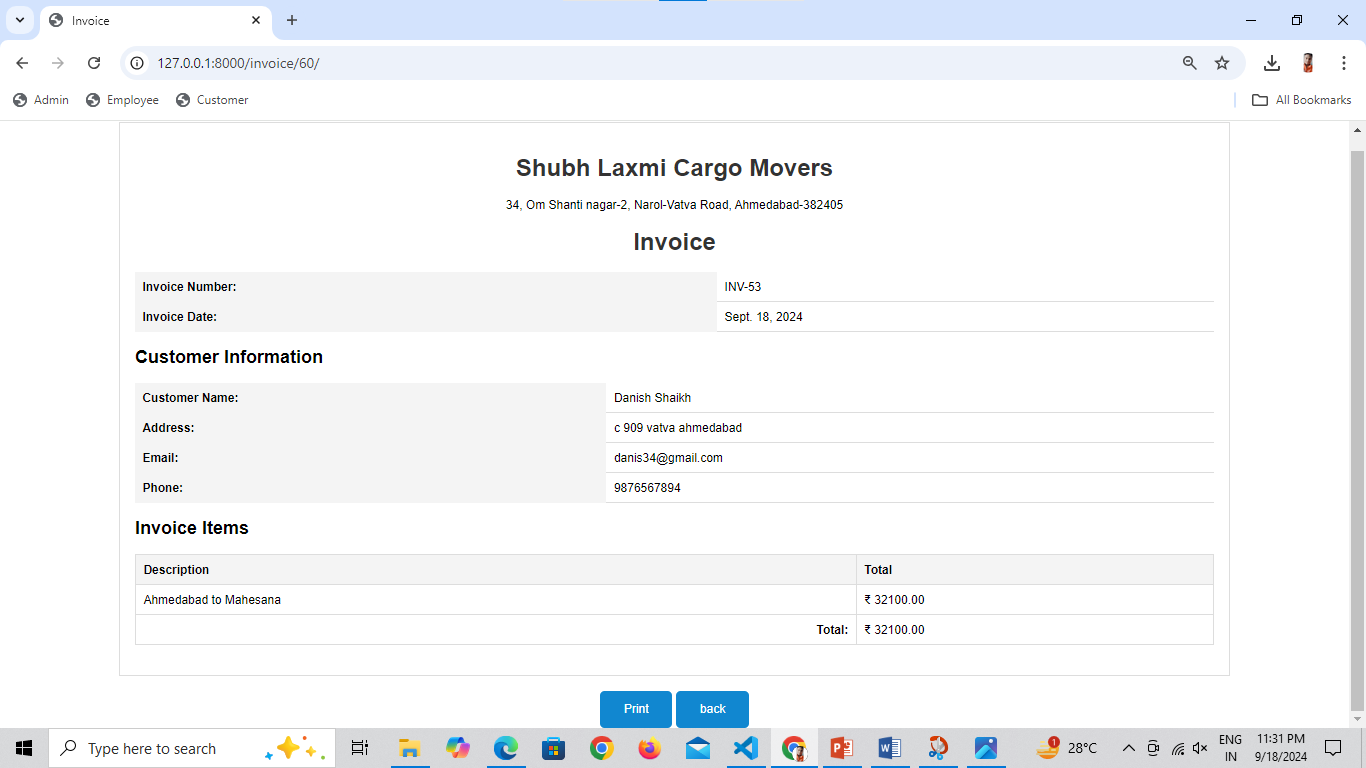 Invoice
127.0.0.1:8000/invoice/60/
Admin Employee Customer All Bookmarks
Shubh Laxmi Cargo Movers
34, Om Shanti nagar-2, Narol-Vatva Road, Ahmedabad-382405
Invoice
Invoice Number: INV-53
Invoice Date: Sept. 18, 2024
Customer Information
Customer Name: Danish Shaikh
Address: c 909 vatva ahmedabad
Email: danis34@gmail.com
Phone: 9876567894
Invoice Items
Description Total
Ahmedabad to Mahesana ₹ 32100.00
Total: ₹ 32100.00
Print back
Type here to search 1 28°C ENG 11:31 PM
IN 9/18/2024